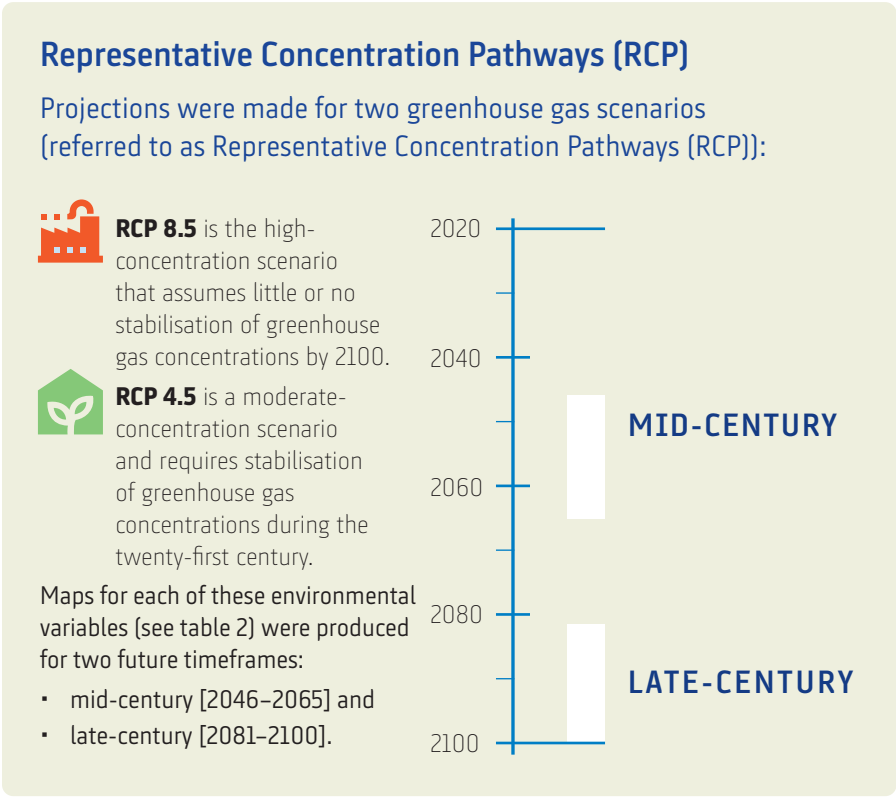 Representative Concentration Pathways (RCP)
Projections were made for two greenhouse gas scenarios
(referred to as Representative Concentration Pathways (RCP)):
RCP 8.5 is the high-
concentration scenario
that assumes little or no
stabilisation of greenhouse
gas concentrations by 2100.
RCP 4.5 is a moderate-
concentration scenario
and requires stabilisation
of greenhouse gas
concentrations during the
twenty-first century.
Maps for each of these environmental
variables (see table 2) were produced
for two future timeframes:
• mid-century [2046–2065] and
• late-century [2081–2100].
2020
2040
2060
2080
2100
MID-CENTURY
LATE-CENTURY